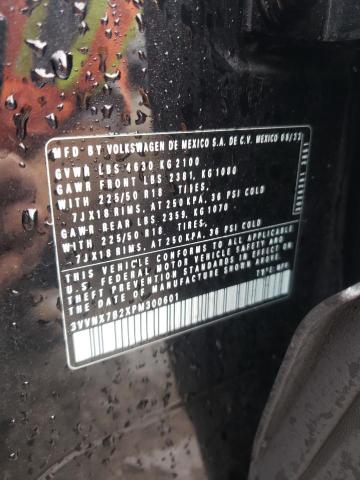 MFD. BY VOLKSWAGEN DE MEXICO S.A. DE C.V. MEXICO 08/22
GVWR LBS 4630 KG 2100
GAWR FRONT LBS 2381, KG 1080
WITH 225/50 R18 TIRES,
7JX18 RIMS, AT 250 KPA, 36 PSI COLD
GAWR REAR LBS 2359, KG 1070
WITH 225/50 R18 TIRES,
7JX18 RIMS, AT 250 KPA, 36 PSI COLD
THIS VEHICLE CONFORMS TO ALL APPLICABLE
U.S. FEDERAL MOTOR VEHICLE SAFETY AND
THEFT PREVENTION STANDARDS IN EFFECT ON
THE DATE OF MANUFACTURE SHOWN ABOVE.
3VVNX7B2XPM300601 TYPE: MPV